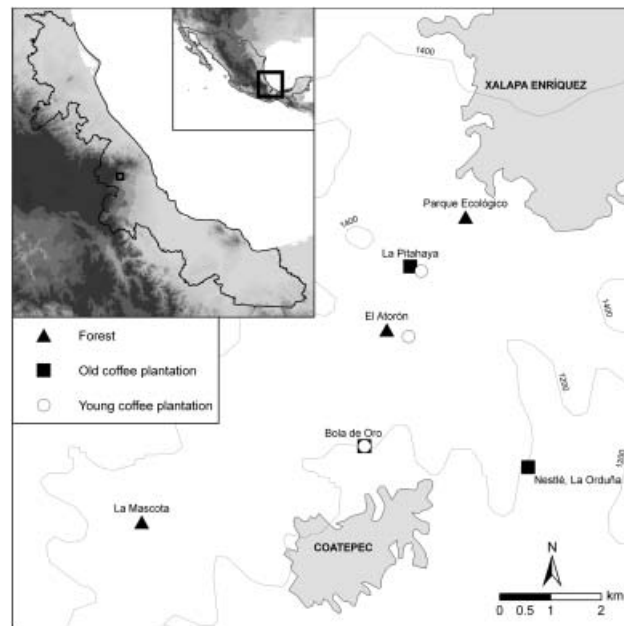 1400
XALAPA ENRÍQUEZ
Parque Ecológico
1400
La Pitahaya
1400
El Atorón
Forest
Old coffee plantation
Young coffee plantation
1200
Bola de Oro
1200
Nestlé, La Orduña
La Mascota
COATEPEC
N
km
0 0.5 1 2